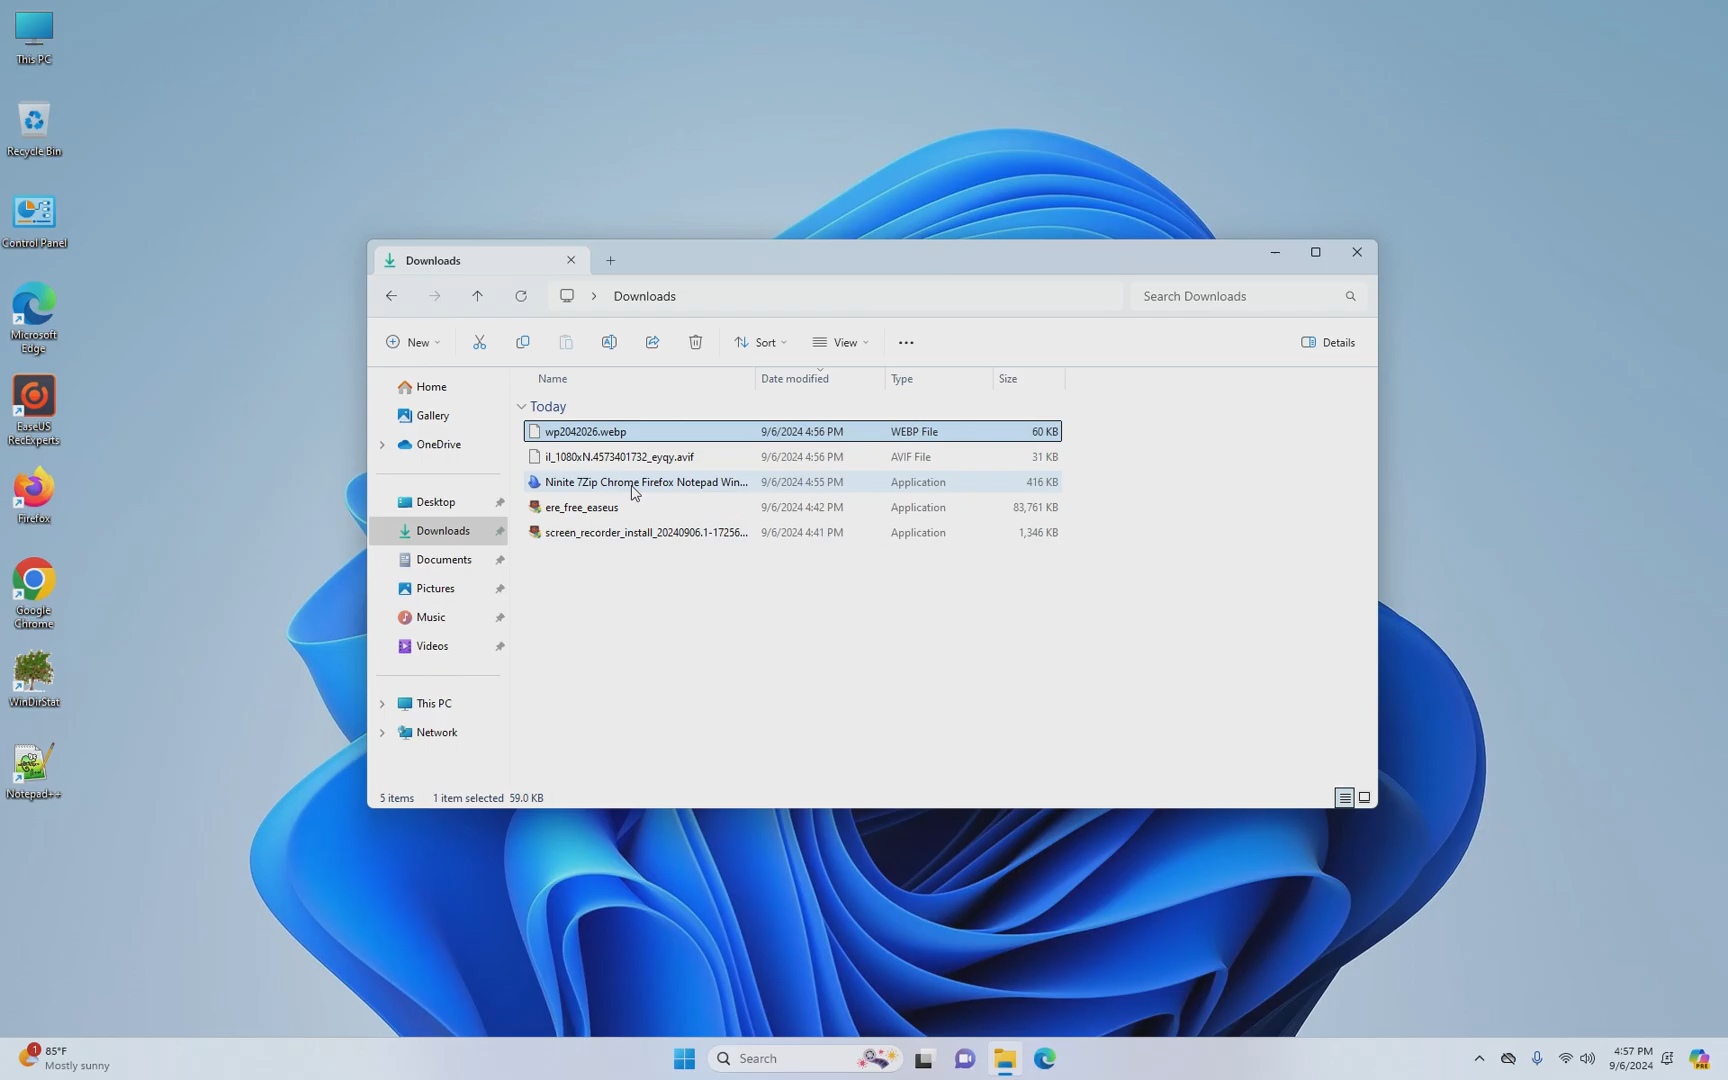 This PC
Recycle Bin
Control Panel
Microsoft
Edge
EaseUS
RecExperts
Firefox
Google
Chrome
WinDirStat
Notepad++
Downloads
Downloads
Search Downloads
New
Sort
View
Details
Home
Gallery
OneDrive
Desktop
Downloads
Documents
Pictures
Music
Videos
This PC
Network
Name Date modified Type Size
Today
wp2042026.webp 9/6/2024 4:56 PM WEBP File 60 KB
il_1080xN.4573401732_eyqy.avif 9/6/2024 4:56 PM AVIF File 31 KB
Ninite 7Zip Chrome Firefox Notepad Win... 9/6/2024 4:55 PM Application 416 KB
ere_free_easeus 9/6/2024 4:42 PM Application 83,761 KB
screen_recorder_install_20240906.1-17256... 9/6/2024 4:41 PM Application 1,346 KB
5 items 1 item selected 59.0 KB
1
85°F
Mostly sunny
Search
4:57 PM
9/6/2024
PRE